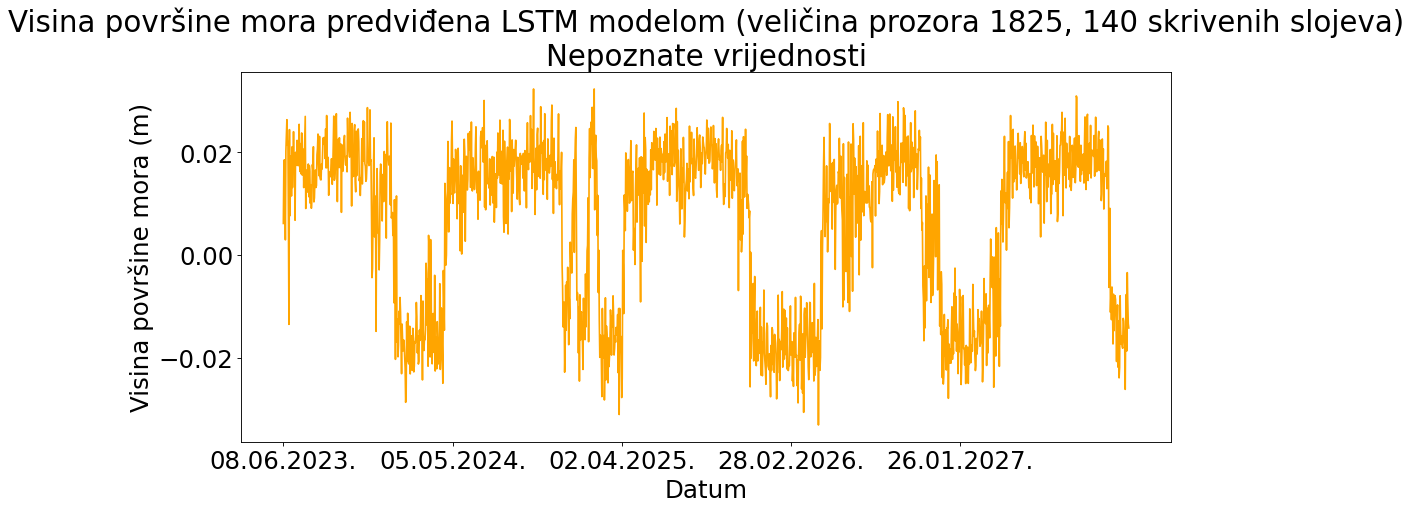 Visina površine mora predviđena LSTM modelom (veličina prozora 1825, 140 skrivenih slojeva)
Nepoznate vrijednosti
Visina površine mora (m)
0.02
0.00
−0.02
08.06.2023. 05.05.2024. 02.04.2025. 28.02.2026. 26.01.2027.
Datum